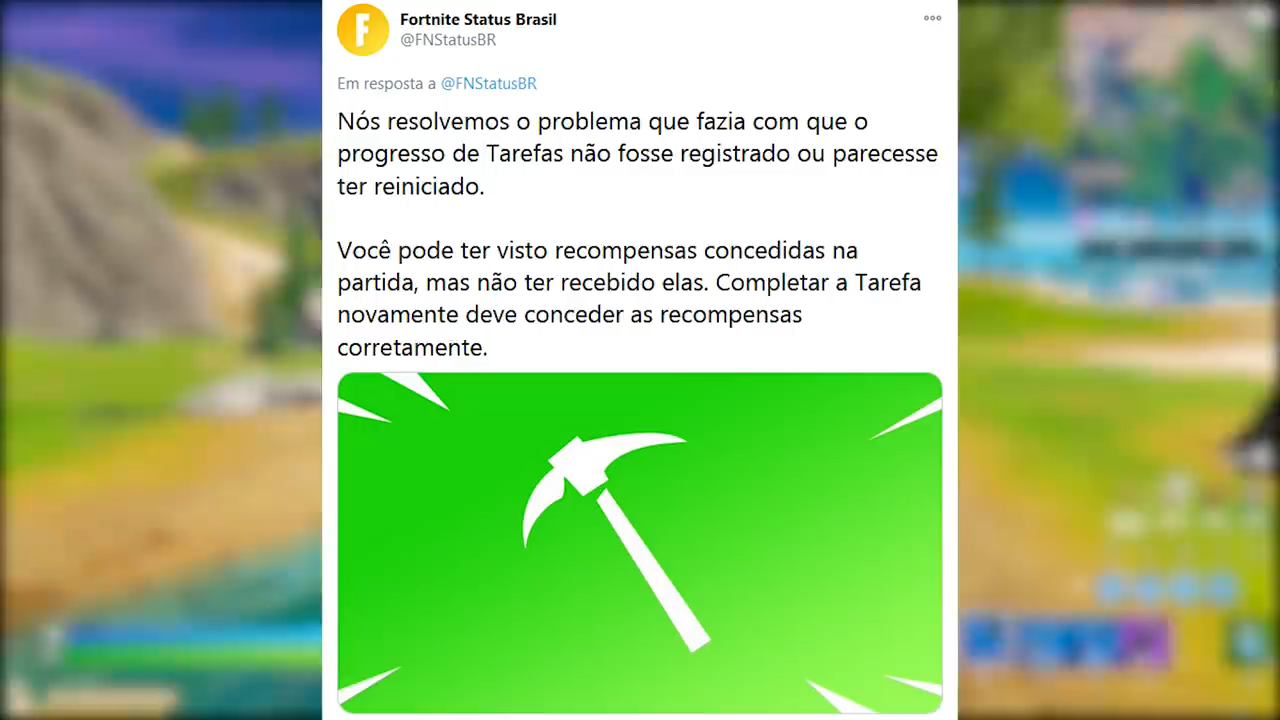 Fortnite Status Brasil
@FNStatusBR
Em resposta a @FNStatusBR
Nós resolvemos o problema que fazia com que o
progresso de Tarefas não fosse registrado ou parecesse
ter reiniciado.
Você pode ter visto recompensas concedidas na
partida, mas não ter recebido elas. Completar a Tarefa
novamente deve conceder as recompensas
corretamente.